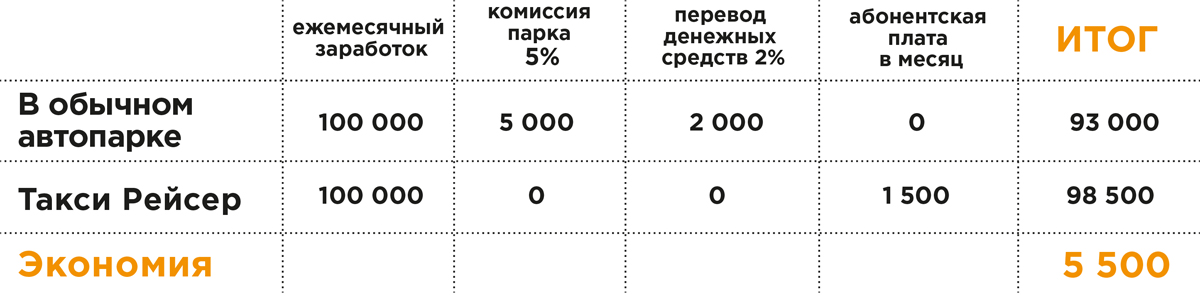 ежемесячный
заработок
комиссия
парка
5%
перевод
денежных
средств 2%
абонентская
плата
в месяц
ИТОГ
В обычном
автопарке
100 000
5 000
2 000
0
93 000
Такси Рейсер
100 000
0
0
1 500
98 500
Экономия
5 500